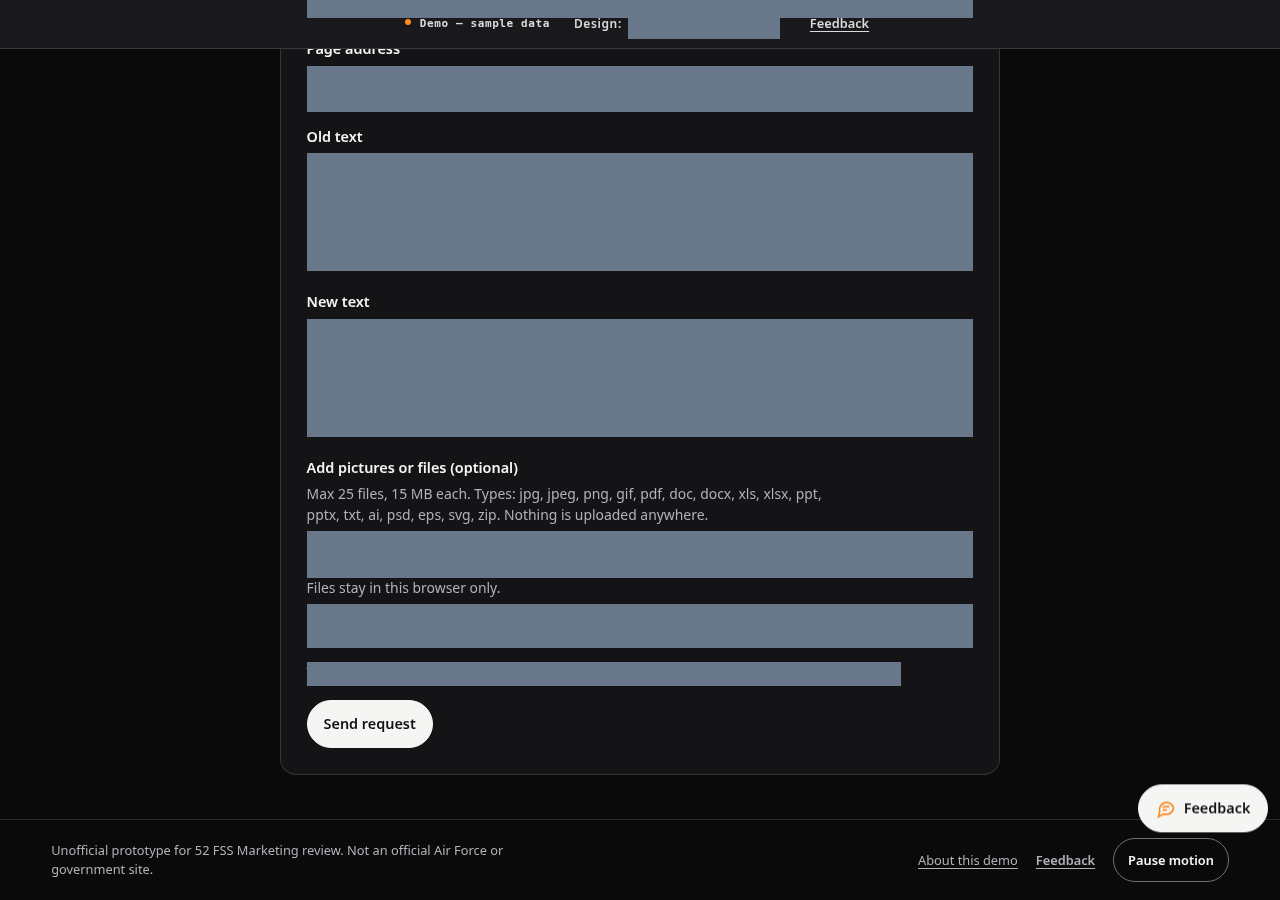 Demo — sample data
Design:
Feedback
Page address
Old text
New text
Add pictures or files (optional)
Max 25 files, 15 MB each. Types: jpg, jpeg, png, gif, pdf, doc, docx, xls, xlsx, ppt,
pptx, txt, ai, psd, eps, svg, zip. Nothing is uploaded anywhere.
Files stay in this browser only.
Send request
Feedback
Unofficial prototype for 52 FSS Marketing review. Not an official Air Force or
government site.
About this demo
Feedback
Pause motion